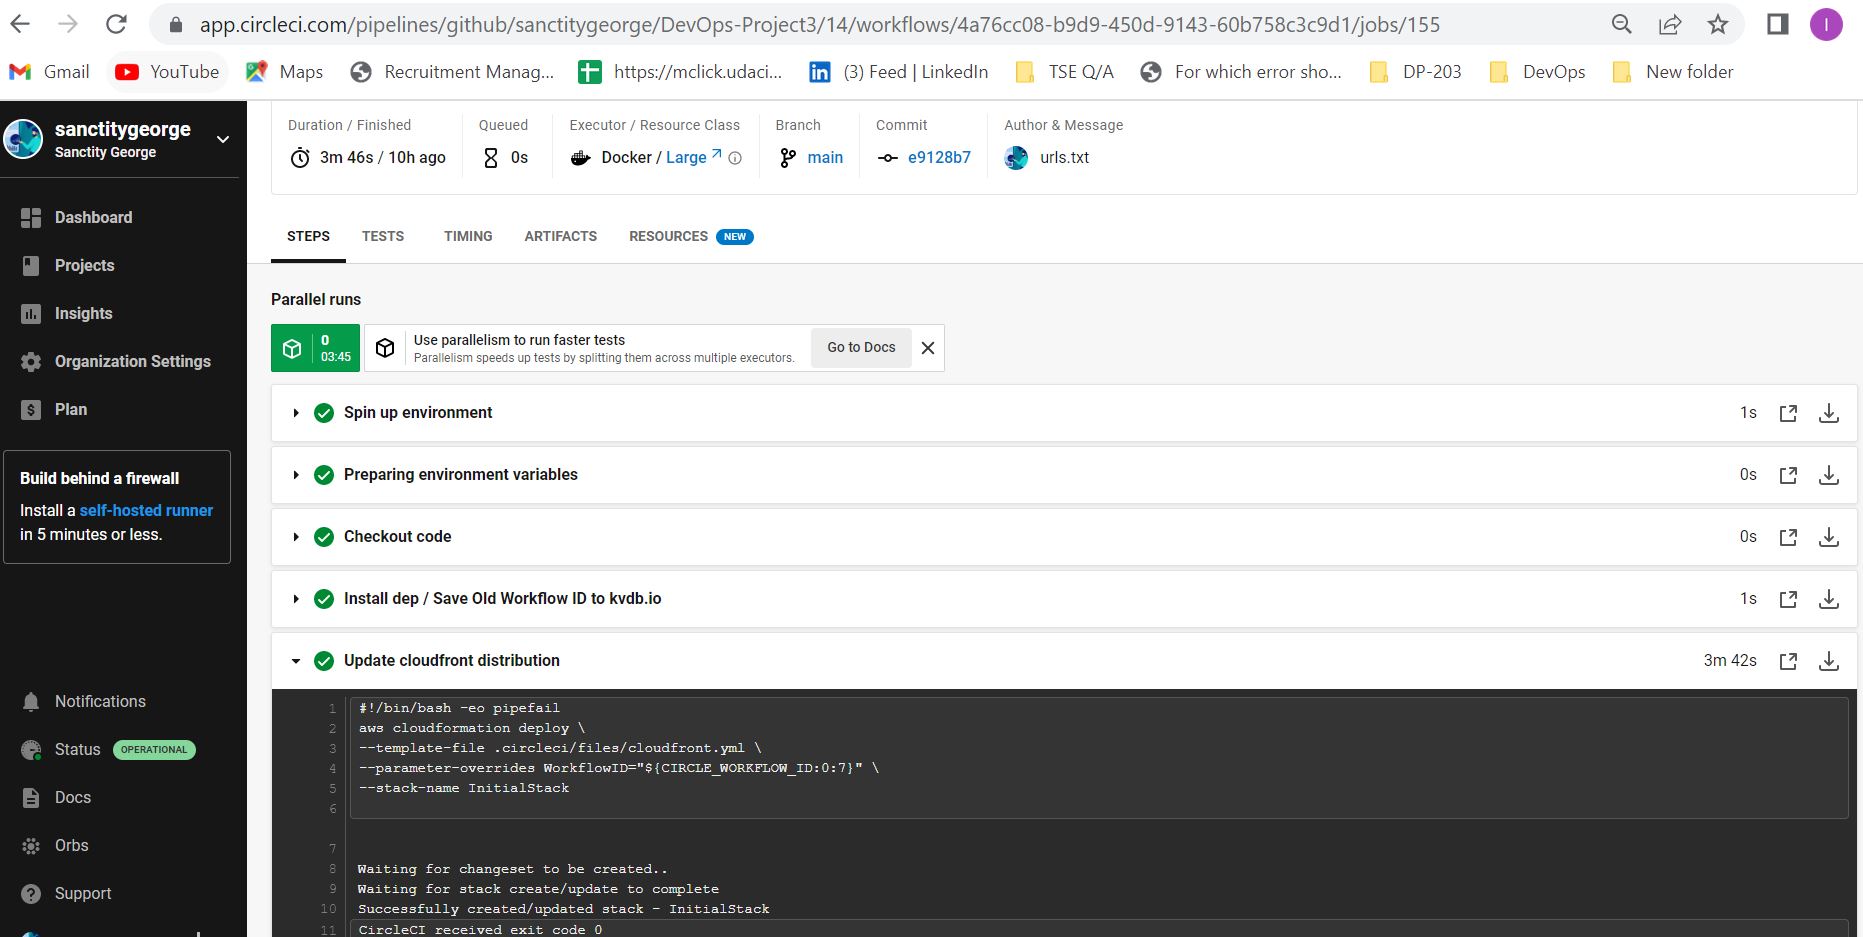 app.circleci.com/pipelines/github/sanctitygeorge/DevOps-Project3/14/workflows/4a76cc08-b9d9-450d-9143-60b758c3c9d1/jobs/155
I
Gmail YouTube Maps Recruitment Manag... https://mclick.udaci... (3) Feed | LinkedIn TSE Q/A For which error sho... DP-203 DevOps New folder
sanctitygeorge
Sanctity George
Dashboard
Projects
Insights
Organization Settings
Plan
Build behind a firewall
Install a self-hosted runner
in 5 minutes or less.
Notifications
Status OPERATIONAL
Docs
Orbs
Support
Duration / Finished Queued Executor / Resource Class Branch Commit Author & Message
3m 46s / 10h ago 0s Docker / Large main e9128b7 urls.txt
STEPS TESTS TIMING ARTIFACTS RESOURCES NEW
Parallel runs
0
03:45
Use parallelism to run faster tests
Parallelism speeds up tests by splitting them across multiple executors.
Go to Docs
Spin up environment 1s
Preparing environment variables 0s
Checkout code 0s
Install dep / Save Old Workflow ID to kvdb.io 1s
Update cloudfront distribution 3m 42s
1 #!/bin/bash -eo pipefail
2 aws cloudformation deploy \
3 --template-file .circleci/files/cloudfront.yml \
4 --parameter-overrides WorkflowID="${CIRCLE_WORKFLOW_ID:0:7}" \
5 --stack-name InitialStack
6
7
8 Waiting for changeset to be created..
9 Waiting for stack create/update to complete
10 Successfully created/updated stack - InitialStack
11 CircleCI received exit code 0